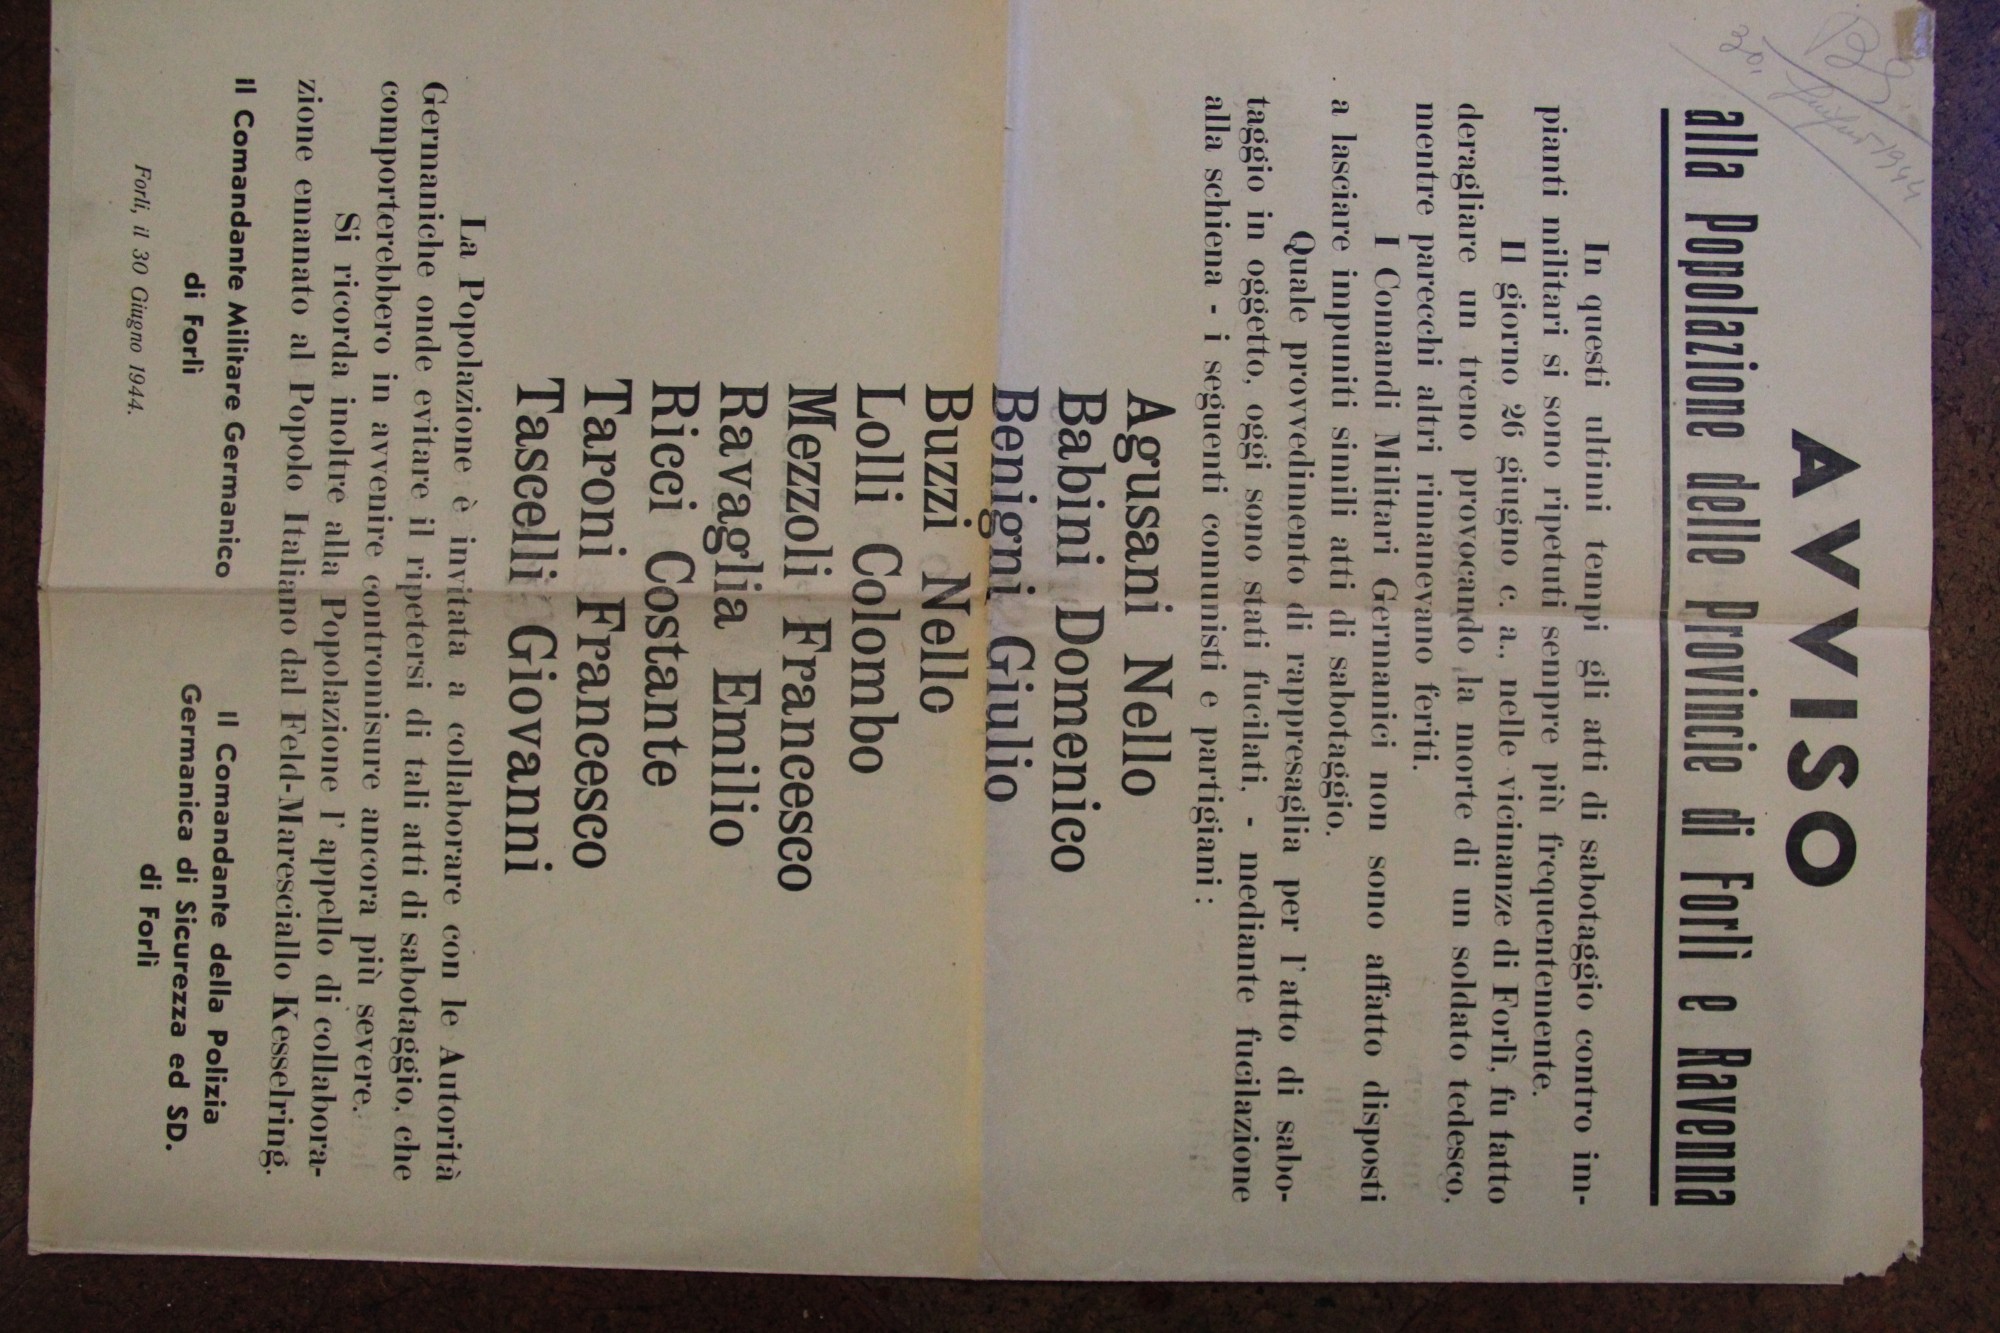 30.
1944
AVVISO
alla Popolazione delle Provincie di Forlì e Ravenna
In questi ultimi tempi gli atti di sabotaggio contro im-
pianti militari si sono ripetuti sempre più frequentemente.
Il giorno 26 giugno c. a., nelle vicinanze di Forlì, fu fatto
deragliare un treno provocando la morte di un soldato tedesco,
mentre parecchi altri rimanevano feriti.
I Comandi Militari Germanici non sono affatto disposti
a lasciare impuniti simili atti di sabotaggio.
Quale provvedimento di rappresaglia per l'atto di sabo-
taggio in oggetto, oggi sono stati fucilati, - mediante fucilazione
alla schiena - i seguenti comunisti e partigiani :
Agusani Nello
Babini Domenico
Benigni Giulio
Buzzi Nello
Lolli Colombo
Mezzoli Francesco
Ravaglia Emilio
Ricci Costante
Taroni Francesco
Tascelli Giovanni
La Popolazione è invitata a collaborare con le Autorità
Germaniche onde evitare il ripetersi di tali atti di sabotaggio, che
comporterebbero in avvenire contromisure ancora più severe.
Si ricorda inoltre alla Popolazione l'appello di collabora-
zione emanato al Popolo Italiano dal Feld-Maresciallo Kesselring.
Il Comandante Militare Germanico
di Forlì
Il Comandante della Polizia
Germanica di Sicurezza ed SD.
di Forlì
Forlì, il 30 Giugno 1944.